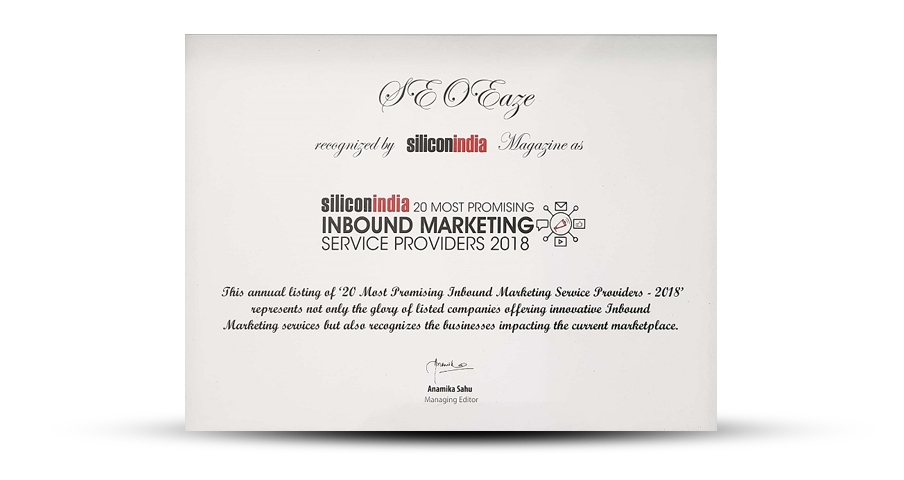 SEOEaze
recognized by siliconindia Magazine as
siliconindia 20 MOST PROMISING
INBOUND MARKETING
SERVICE PROVIDERS 2018
This annual listing of ‘20 Most Promising Inbound Marketing Service Providers - 2018’
represents not only the glory of listed companies offering innovative Inbound
Marketing services but also recognizes the businesses impacting the current marketplace.
Anamika Sahu
Managing Editor